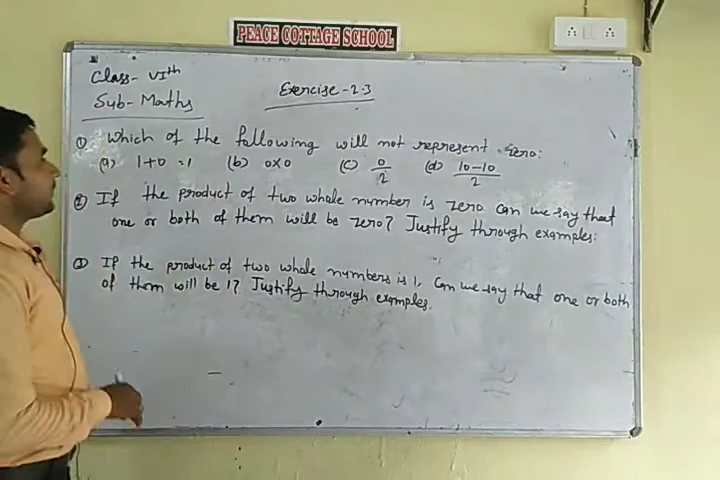 PEACE COTTAGE SCHOOL
Class- VIth
Sub- Maths
Exercise-2.3
① Which of the following will not represent zero:
(a) 1+0 =1 (b) 0x0 (c) 0/2 (d) 10-10/2
② If the product of two whole number is zero can we say that
one or both of them will be zero? Justify through examples:
③ If the product of two whole numbers is 1, Can we say that one or both
of them will be 1? Justify through examples.